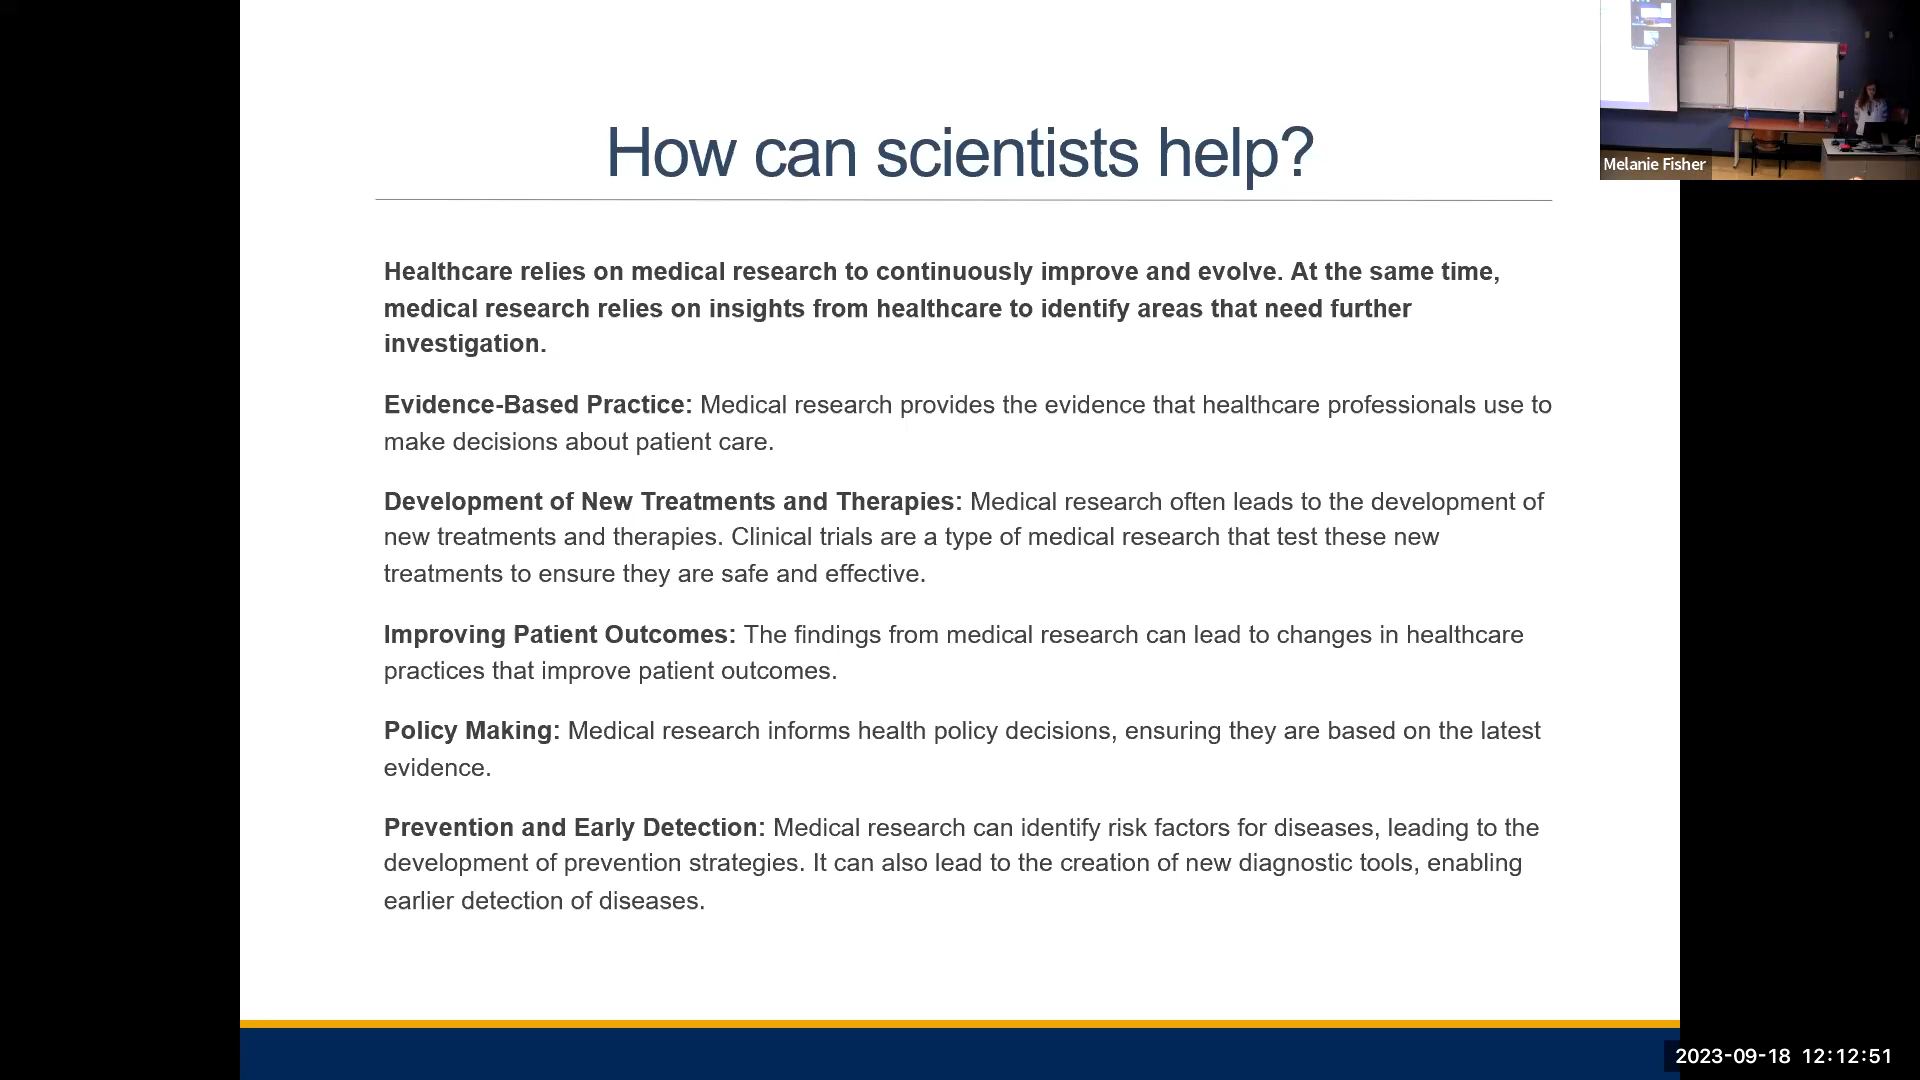 How can scientists help?
Melanie Fisher
Healthcare relies on medical research to continuously improve and evolve. At the same time,
medical research relies on insights from healthcare to identify areas that need further
investigation.
Evidence-Based Practice: Medical research provides the evidence that healthcare professionals use to
make decisions about patient care.
Development of New Treatments and Therapies: Medical research often leads to the development of
new treatments and therapies. Clinical trials are a type of medical research that test these new
treatments to ensure they are safe and effective.
Improving Patient Outcomes: The findings from medical research can lead to changes in healthcare
practices that improve patient outcomes.
Policy Making: Medical research informs health policy decisions, ensuring they are based on the latest
evidence.
Prevention and Early Detection: Medical research can identify risk factors for diseases, leading to the
development of prevention strategies. It can also lead to the creation of new diagnostic tools, enabling
earlier detection of diseases.
2023-09-18 12:12:51